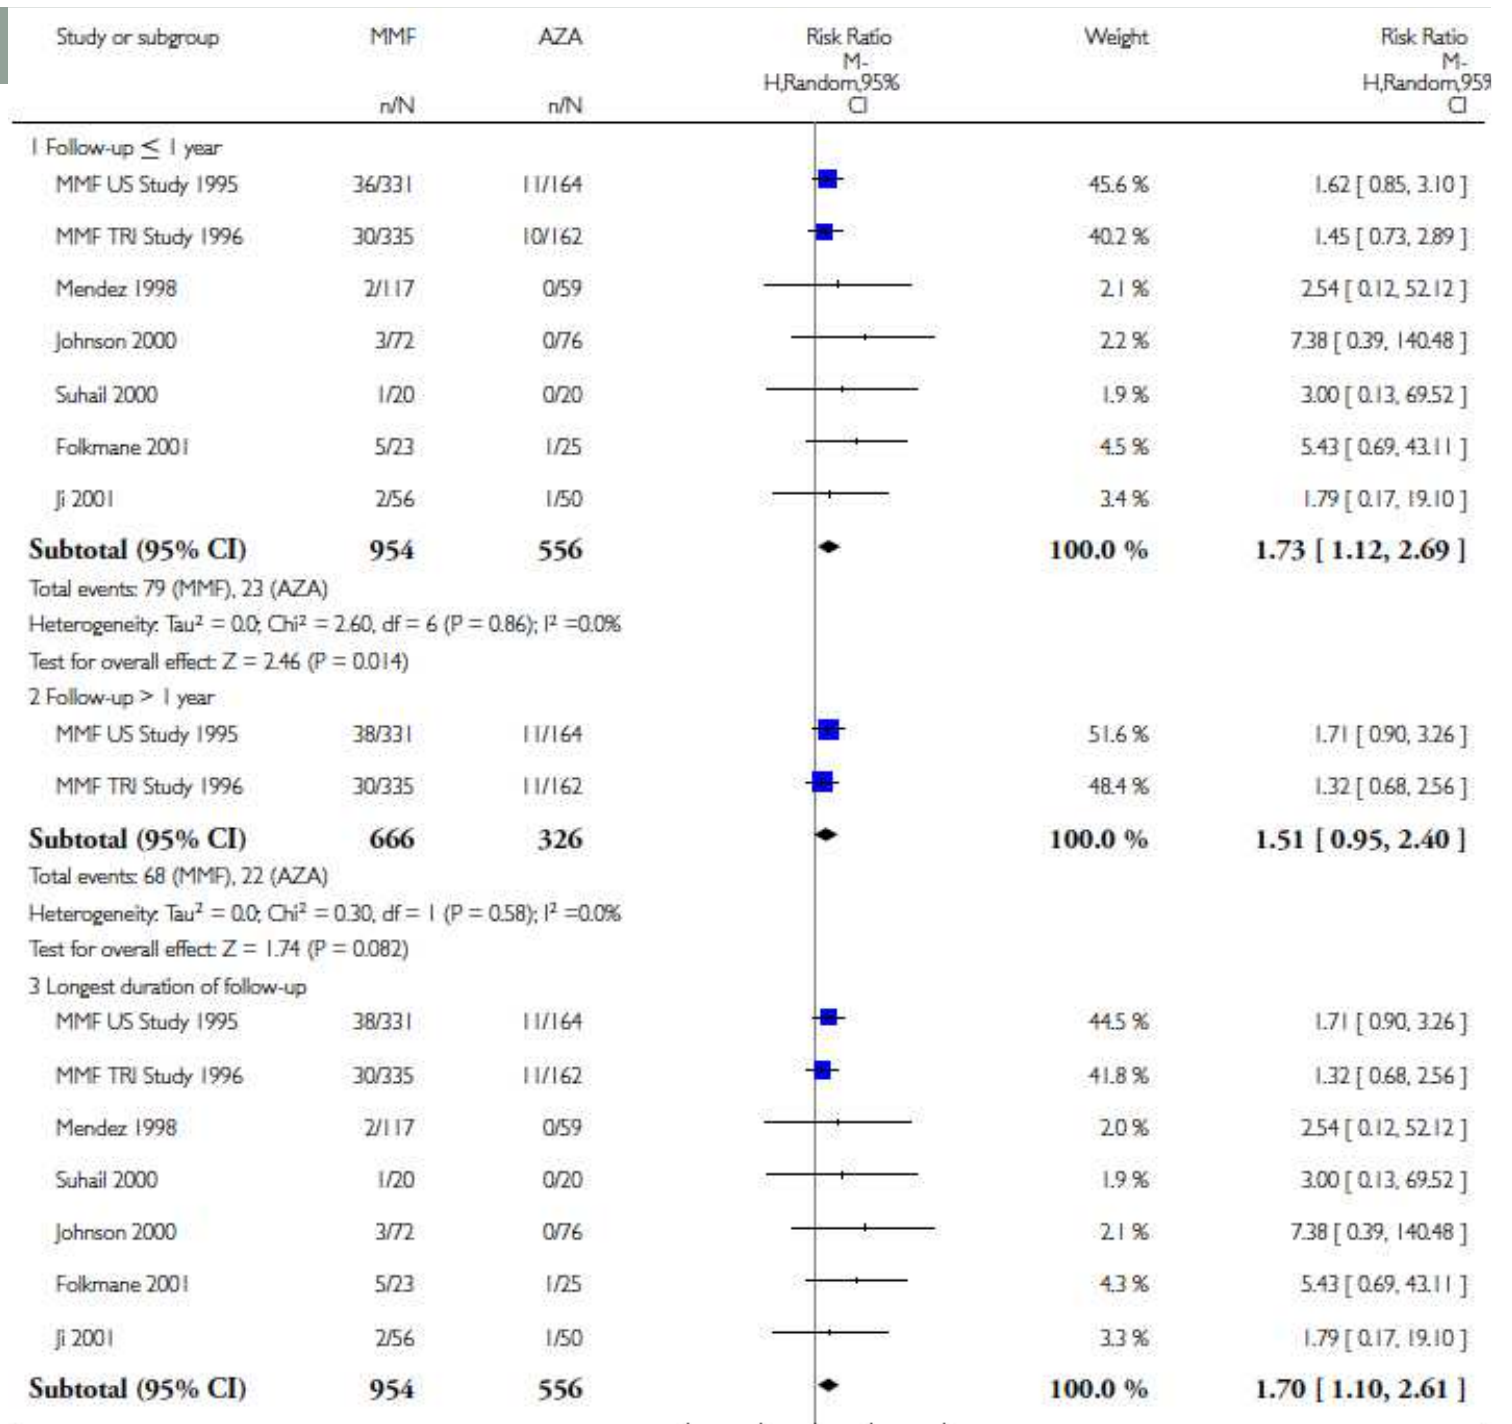 Study or subgroup MMF AZA Risk Ratio Weight Risk Ratio
M- M-
H,Random,95% H,Random,95%
n/N n/N CI CI
1 Follow-up ≤ 1 year
MMF US Study 1995 36/331 11/164 45.6 % 1.62 [ 0.85, 3.10 ]
MMF TRI Study 1996 30/335 10/162 40.2 % 1.45 [ 0.73, 2.89 ]
Mendez 1998 2/117 0/59 2.1 % 2.54 [ 0.12, 52.12 ]
Johnson 2000 3/72 0/76 2.2 % 7.38 [ 0.39, 140.48 ]
Suhail 2000 1/20 0/20 1.9 % 3.00 [ 0.13, 69.52 ]
Folkmane 2001 5/23 1/25 4.5 % 5.43 [ 0.69, 43.11 ]
Ji 2001 2/56 1/50 3.4 % 1.79 [ 0.17, 19.10 ]
Subtotal (95% CI) 954 556 100.0 % 1.73 [ 1.12, 2.69 ]
Total events: 79 (MMF), 23 (AZA)
Heterogeneity: Tau² = 0.0; Chi² = 2.60, df = 6 (P = 0.86); I² =0.0%
Test for overall effect: Z = 2.46 (P = 0.014)
2 Follow-up > 1 year
MMF US Study 1995 38/331 11/164 51.6 % 1.71 [ 0.90, 3.26 ]
MMF TRI Study 1996 30/335 11/162 48.4 % 1.32 [ 0.68, 2.56 ]
Subtotal (95% CI) 666 326 100.0 % 1.51 [ 0.95, 2.40 ]
Total events: 68 (MMF), 22 (AZA)
Heterogeneity: Tau² = 0.0; Chi² = 0.30, df = 1 (P = 0.58); I² =0.0%
Test for overall effect: Z = 1.74 (P = 0.082)
3 Longest duration of follow-up
MMF US Study 1995 38/331 11/164 44.5 % 1.71 [ 0.90, 3.26 ]
MMF TRI Study 1996 30/335 11/162 41.8 % 1.32 [ 0.68, 2.56 ]
Mendez 1998 2/117 0/59 2.0 % 2.54 [ 0.12, 52.12 ]
Suhail 2000 1/20 0/20 1.9 % 3.00 [ 0.13, 69.52 ]
Johnson 2000 3/72 0/76 2.1 % 7.38 [ 0.39, 140.48 ]
Folkmane 2001 5/23 1/25 4.3 % 5.43 [ 0.69, 43.11 ]
Ji 2001 2/56 1/50 3.3 % 1.79 [ 0.17, 19.10 ]
Subtotal (95% CI) 954 556 100.0 % 1.70 [ 1.10, 2.61 ]